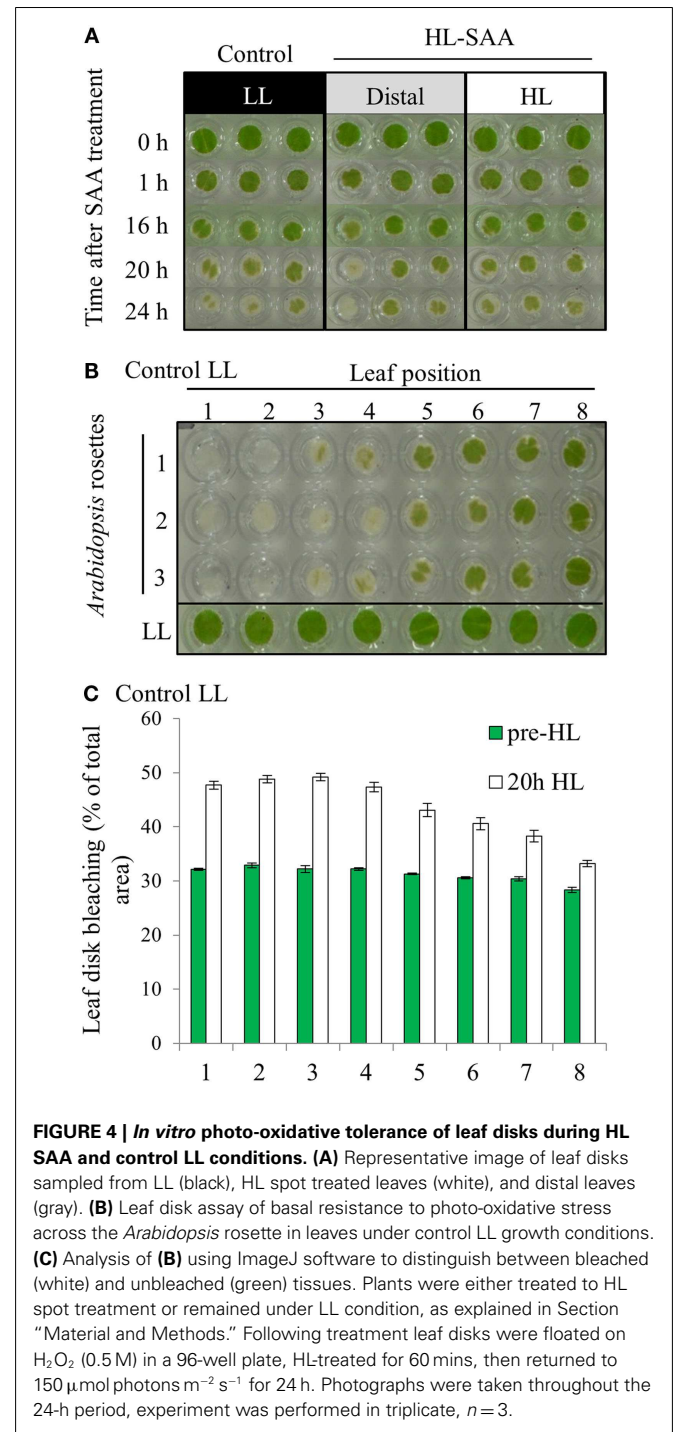 A
Control
HL-SAA
LL
Distal
HL
Time after SAA treatment
0 h
1 h
16 h
20 h
24 h
B
Control LL
Leaf position
1 2 3 4 5 6 7 8
Arabidopsis rosettes
1
2
3
LL
C Control LL
Leaf disk bleaching (% of total area)
60
50
40
30
20
10
0
pre-HL
20h HL
1 2 3 4 5 6 7 8
FIGURE 4 | In vitro photo-oxidative tolerance of leaf disks during HL
SAA and control LL conditions. (A) Representative image of leaf disks
sampled from LL (black), HL spot treated leaves (white), and distal leaves
(gray). (B) Leaf disk assay of basal resistance to photo-oxidative stress
across the Arabidopsis rosette in leaves under control LL growth conditions.
(C) Analysis of (B) using ImageJ software to distinguish between bleached
(white) and unbleached (green) tissues. Plants were either treated to HL
spot treatment or remained under LL condition, as explained in Section
“Material and Methods.” Following treatment leaf disks were floated on
H₂O₂ (0.5 M) in a 96-well plate, HL-treated for 60 mins, then returned to
150 μmol photons m⁻² s⁻¹ for 24 h. Photographs were taken throughout the
24-h period, experiment was performed in triplicate, n = 3.